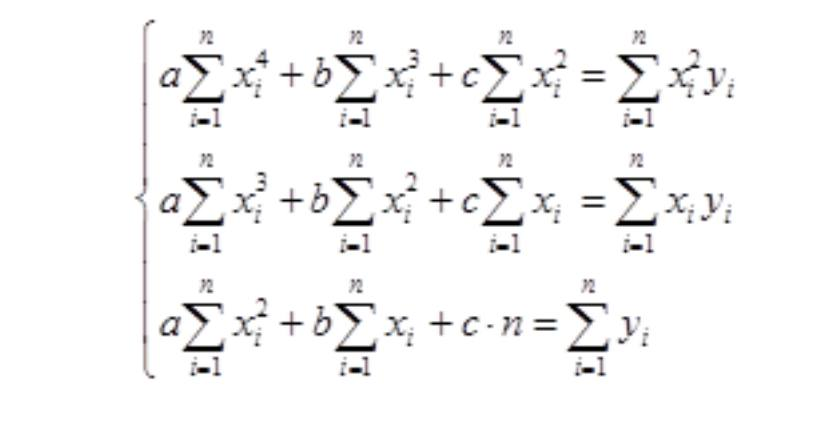 a∑_{i=1}^{n} x_i^4 + b∑_{i=1}^{n} x_i^3 + c∑_{i=1}^{n} x_i^2 = ∑_{i=1}^{n} x_i^2 y_i
a∑_{i=1}^{n} x_i^3 + b∑_{i=1}^{n} x_i^2 + c∑_{i=1}^{n} x_i = ∑_{i=1}^{n} x_i y_i
a∑_{i=1}^{n} x_i^2 + b∑_{i=1}^{n} x_i + c · n = ∑_{i=1}^{n} y_i